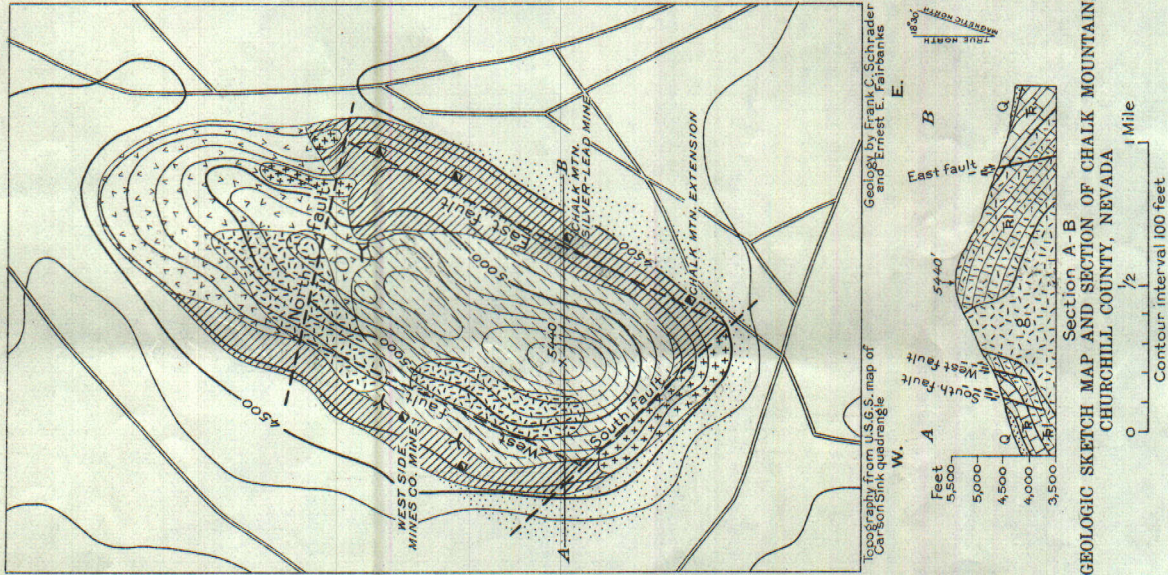 4500
North fault
5000
5000
WEST SIDE
MINES CO. MINE
West
Fault
5440
A
B
CHALK MTN.
SILVER-LEAD MINE
East fault
South fault
4500
CHALK MTN. EXTENSION
Topography from U.S.G.S. map of
Carson Sink quadrangle
Geology by Frank C. Schrader
and Ernest E. Fairbanks
18°30'
TRUE NORTH
MAGNETIC NORTH
W.
E.
A
5440'
B
Feet
5,500
5,000
4,500
4,000
3,500
South fault
West fault
East fault
Q
Q
g
Section A-B
GEOLOGIC SKETCH MAP AND SECTION OF CHALK MOUNTAIN
CHURCHILL COUNTY, NEVADA
0 1/2 1 Mile
Contour interval 100 feet